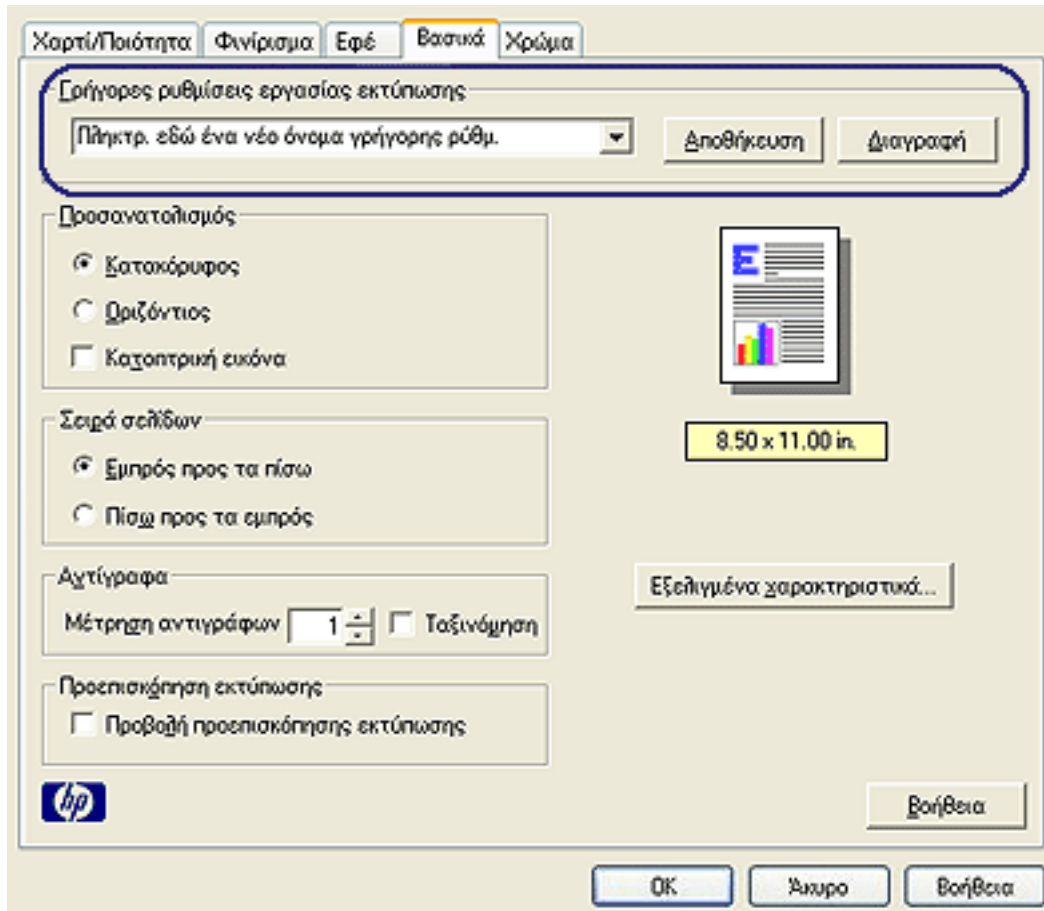 Χαρτί/Ποιότητα Φινίρισμα Εφέ Βασικά Χρώμα
Γρήγορες ρυθμίσεις εργασίας εκτύπωσης
Πληκτρ. εδώ ένα νέο όνομα γρήγορης ρύθμ. Αποθήκευση Διαγραφή
Προσανατολισμός
Κατακόρυφος
Οριζόντιος
Κατοπτρική εικόνα
E
8.50 x 11.00 in.
Σειρά σελίδων
Εμπρός προς τα πίσω
Πίσω προς τα εμπρός
Αντίγραφα
Μέτρηση αντιγράφων 1 Ταξινόμηση
Εξελιγμένα χαρακτηριστικά...
Προεπισκόπηση εκτύπωσης
Προβολή προεπισκόπησης εκτύπωσης
hp
Βοήθεια
OK Άκυρο Βοήθεια